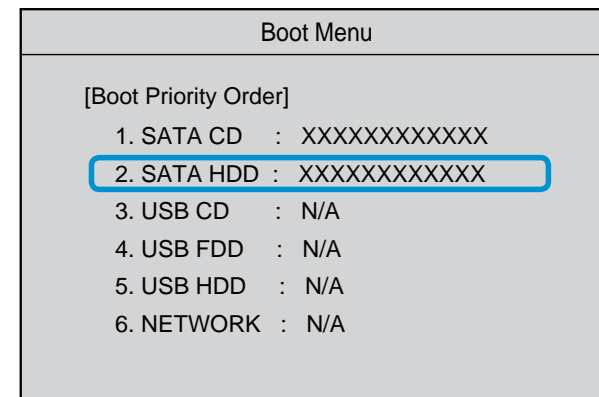 Boot Menu
[Boot Priority Order]
1. SATA CD : XXXXXXXXXXXX
2. SATA HDD : XXXXXXXXXXXX
3. USB CD : N/A
4. USB FDD : N/A
5. USB HDD : N/A
6. NETWORK : N/A